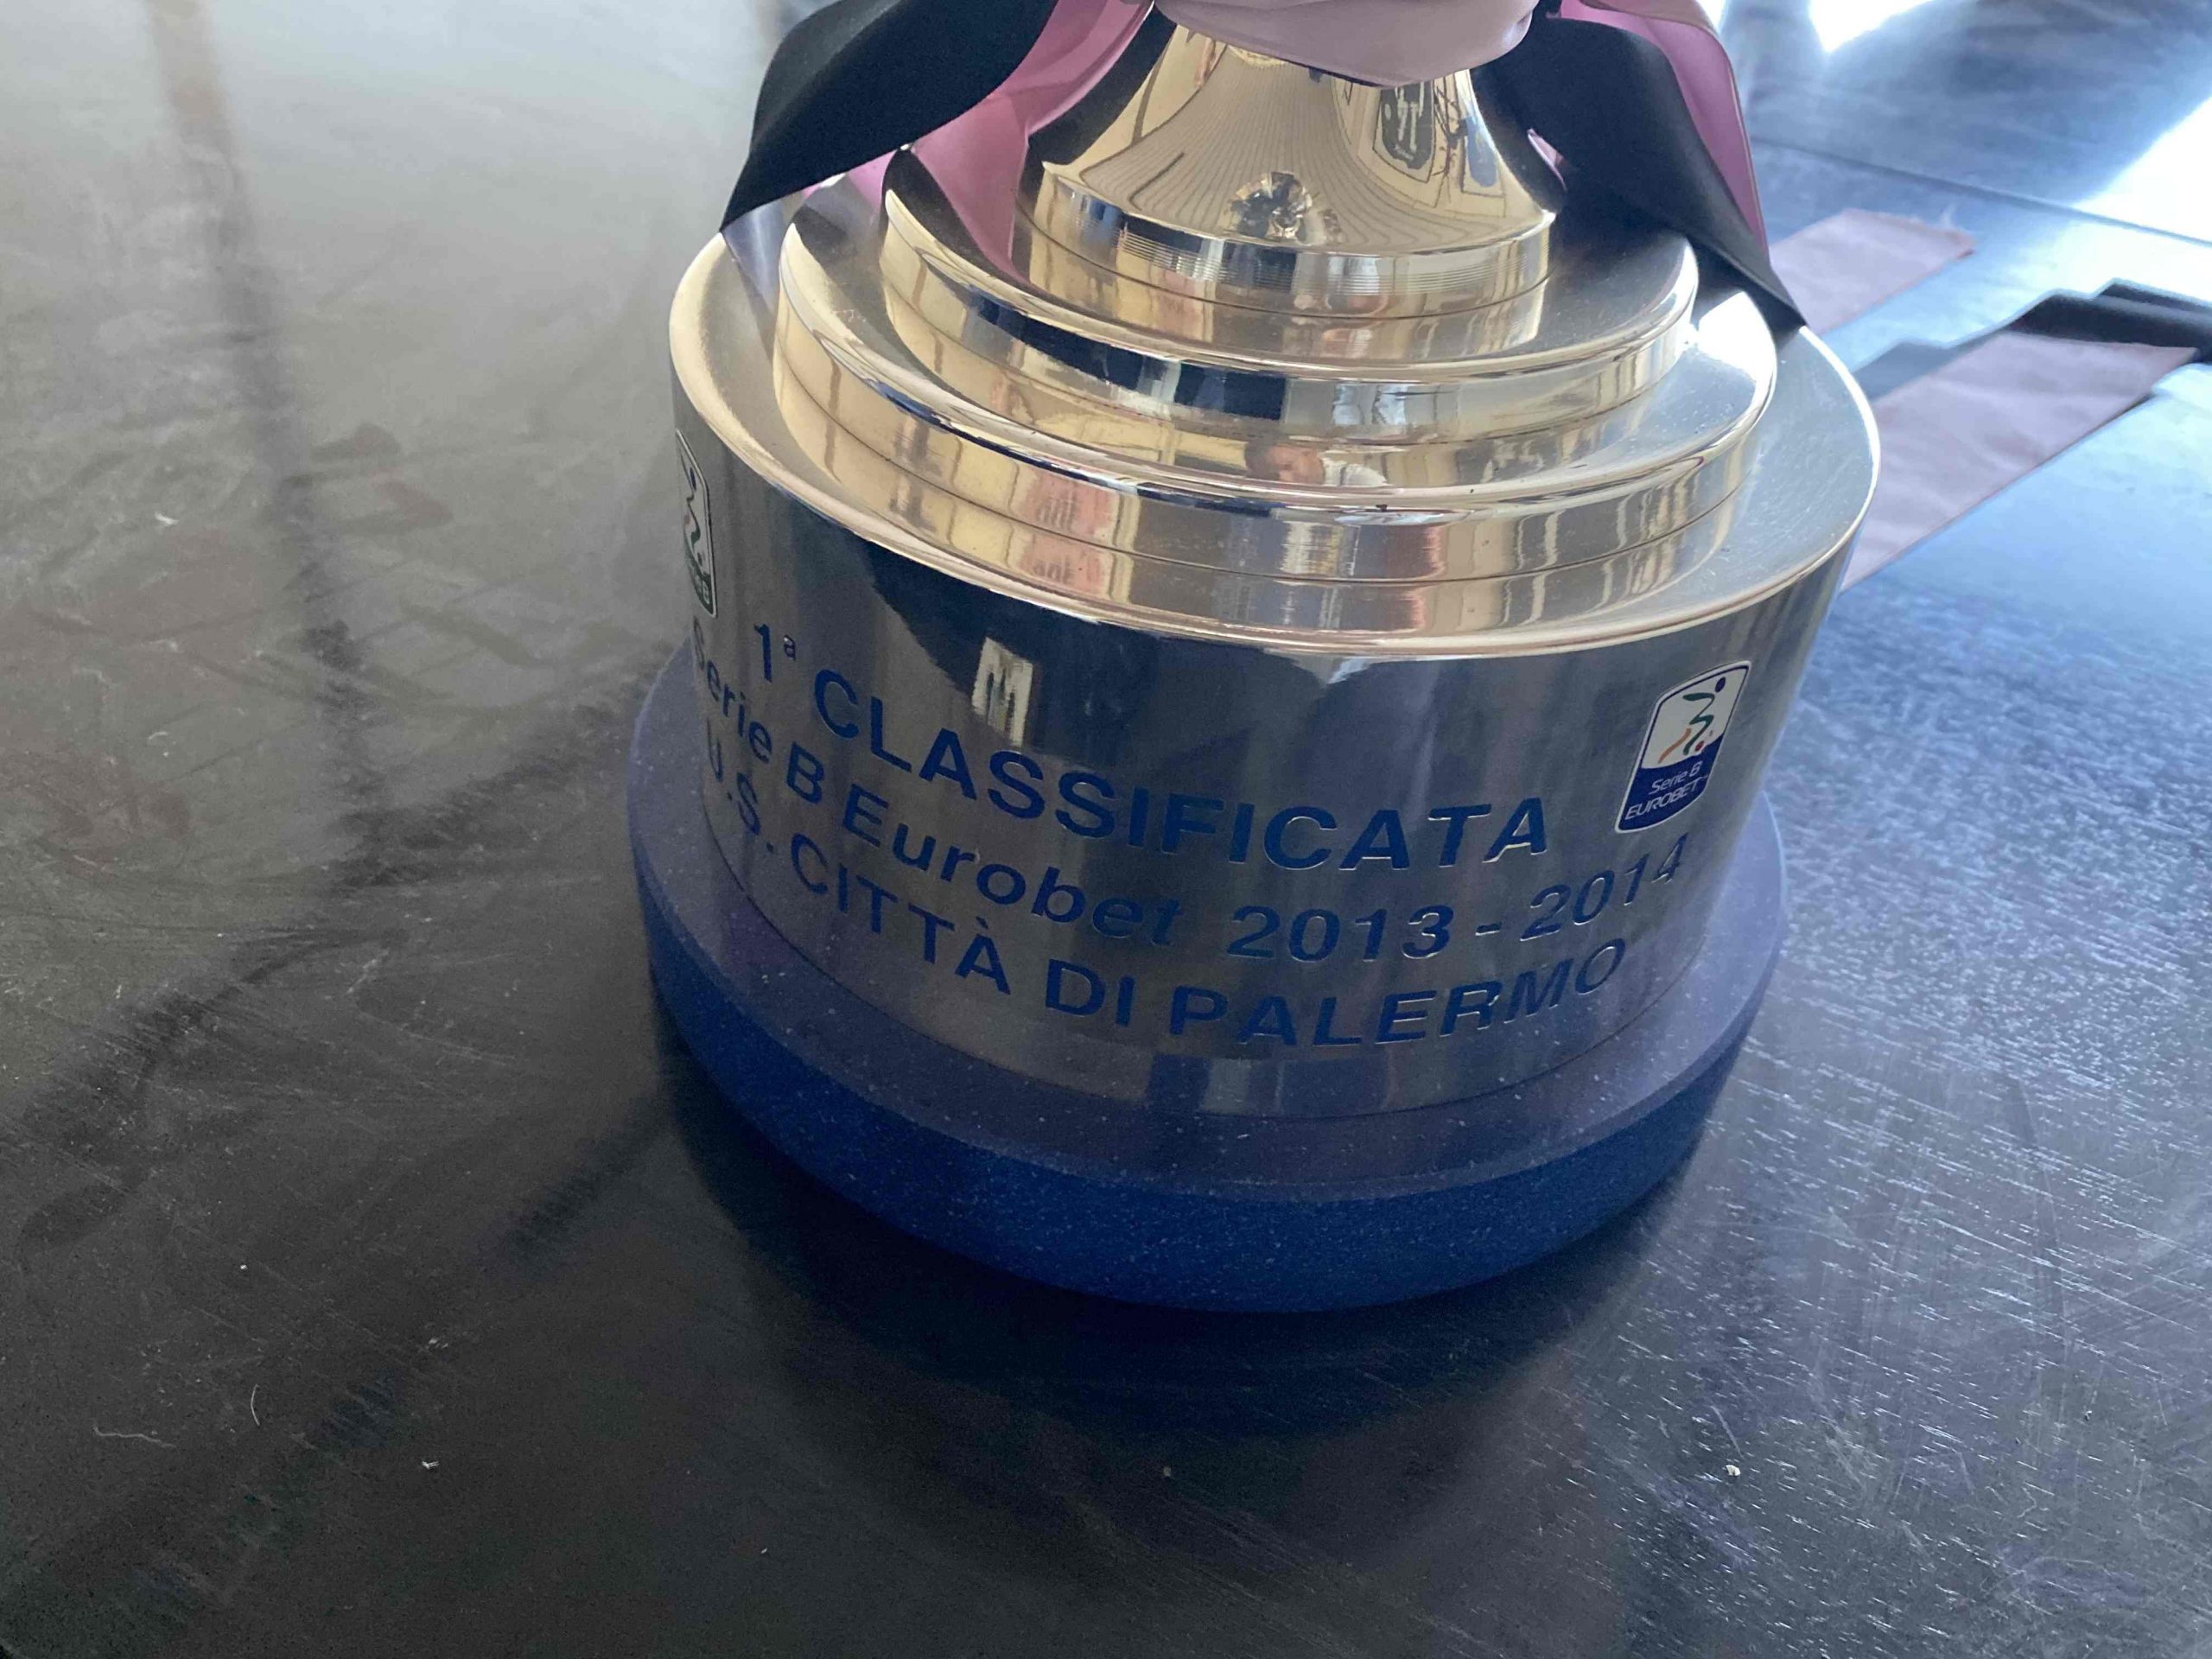 1ª CLASSIFICATA
Serie B Eurobet 2013 - 2014
U.S. CITTÀ DI PALERMO
Serie B
EUROBET